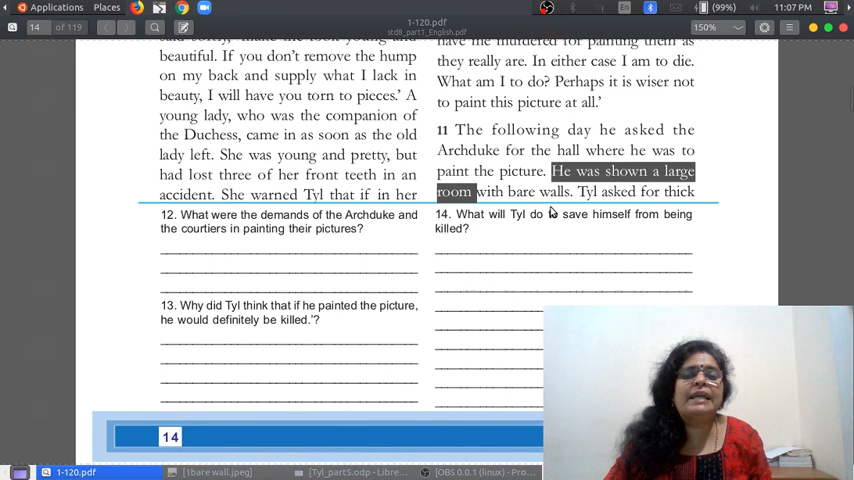 Applications Places (99%) 11:07 PM
En
14 of 119
1-120.pdf
std8_part1_English.pdf
150%
beautiful. If you don't remove the hump
on my back and supply what I lack in
beauty, I will have you torn to pieces.' A
young lady, who was the companion of
the Duchess, came in as soon as the old
lady left. She was young and pretty, but
had lost three of her front teeth in an
accident. She warned Tyl that if in her
12. What were the demands of the Archduke and
the courtiers in painting their pictures?
13. Why did Tyl think that if he painted the picture,
he would definitely be killed.'?
14
have me murdered for painting them as
they really are. In either case I am to die.
What am I to do? Perhaps it is wiser not
to paint this picture at all.'
11 The following day he asked the
Archduke for the hall where he was to
paint the picture. He was shown a large
room with bare walls. Tyl asked for thick
14. What will Tyl do to save himself from being
killed?
1-120.pdf
[1bare wall.jpeg]
[Tyl_part5.odp - Libre...
[OBS 0.0.1 (linux) - Pro...